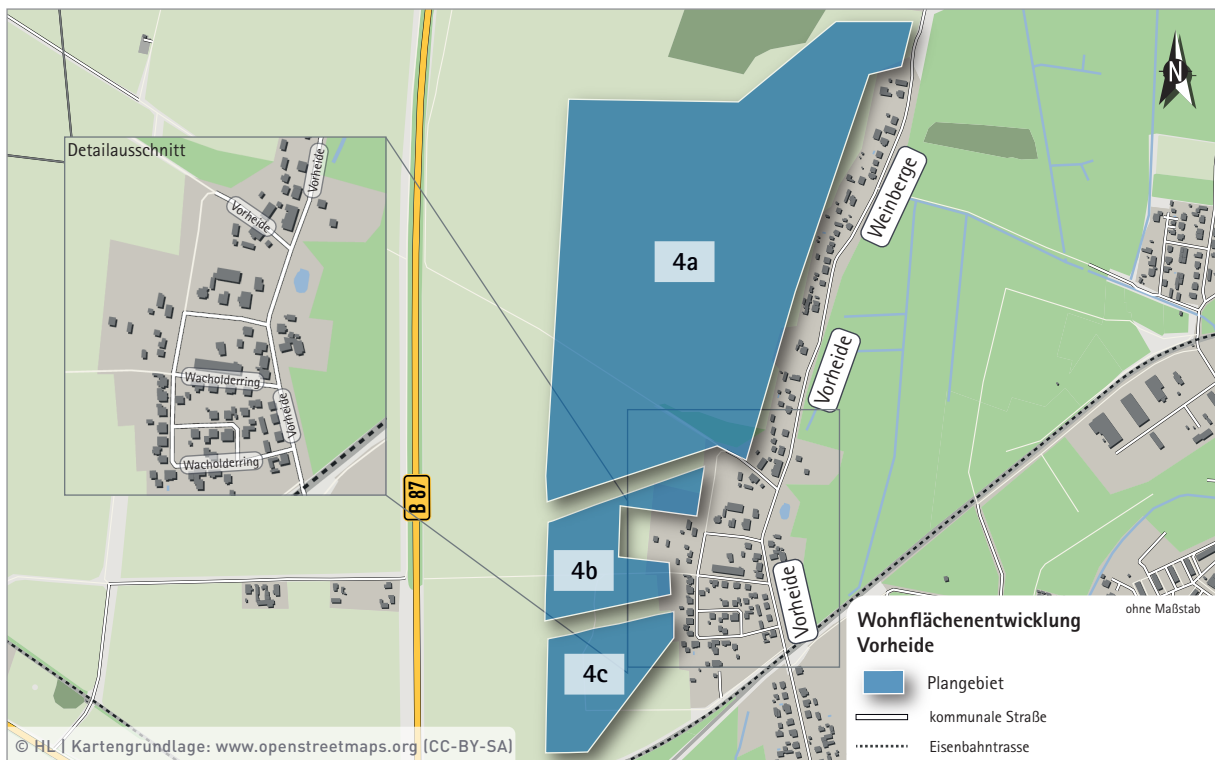 Detailausschnitt
Vorheide
Vorheide
Wacholderring
Vorheide
Wacholderring
B 87
4a
4b
4c
Weinberge
Vorheide
Vorheide
N
ohne Maßstab
Wohnflächenentwicklung
Vorheide
Plangebiet
kommunale Straße
Eisenbahntrasse
© HL | Kartengrundlage: www.openstreetmaps.org (CC-BY-SA)